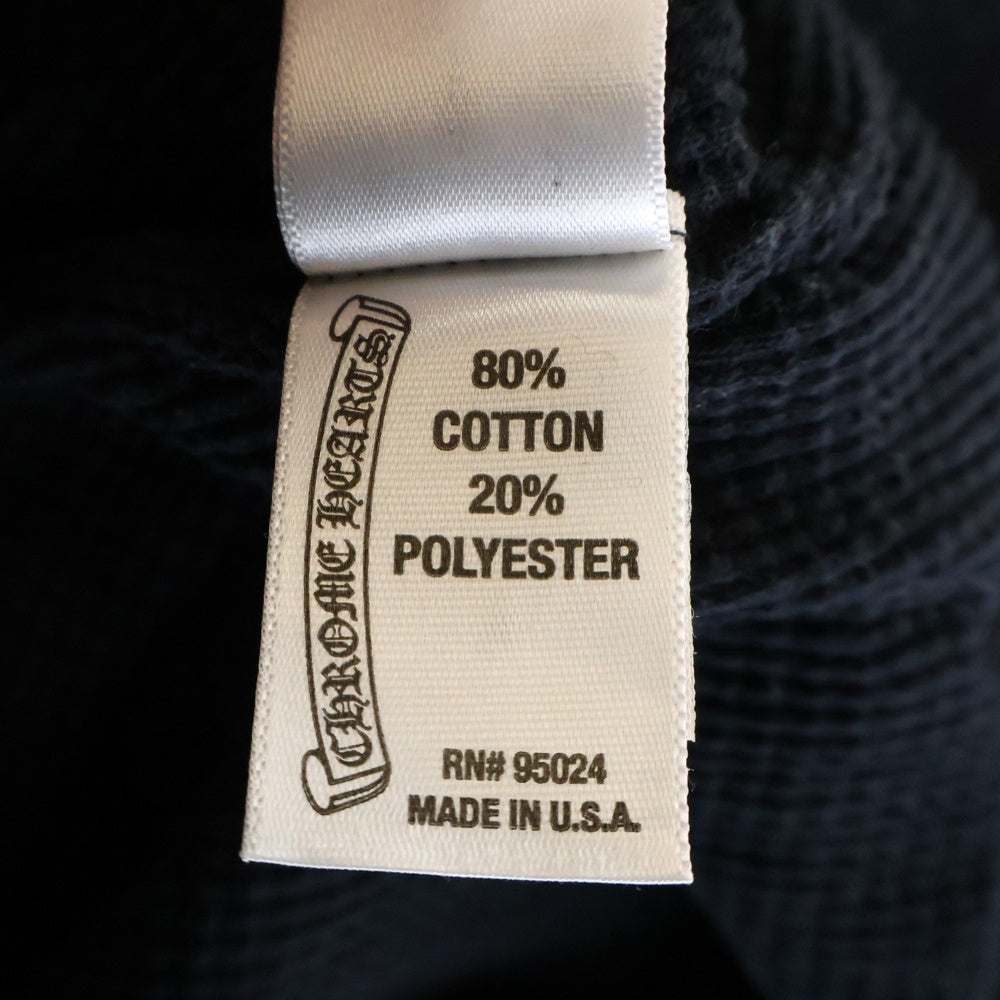 CHROME HEARTS
80%
COTTON
20%
POLYESTER
RN# 95024
MADE IN U.S.A.